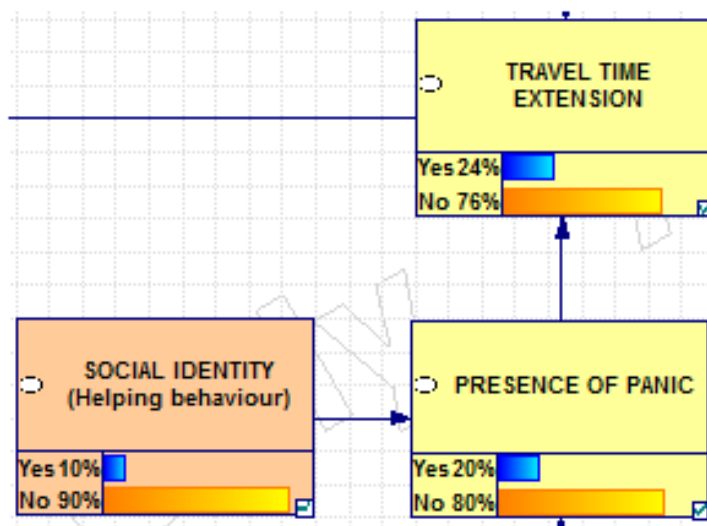 TRAVEL TIME
EXTENSION
Yes 24%
No 76%
SOCIAL IDENTITY
(Helping behaviour)
Yes 10%
No 90%
PRESENCE OF PANIC
Yes 20%
No 80%